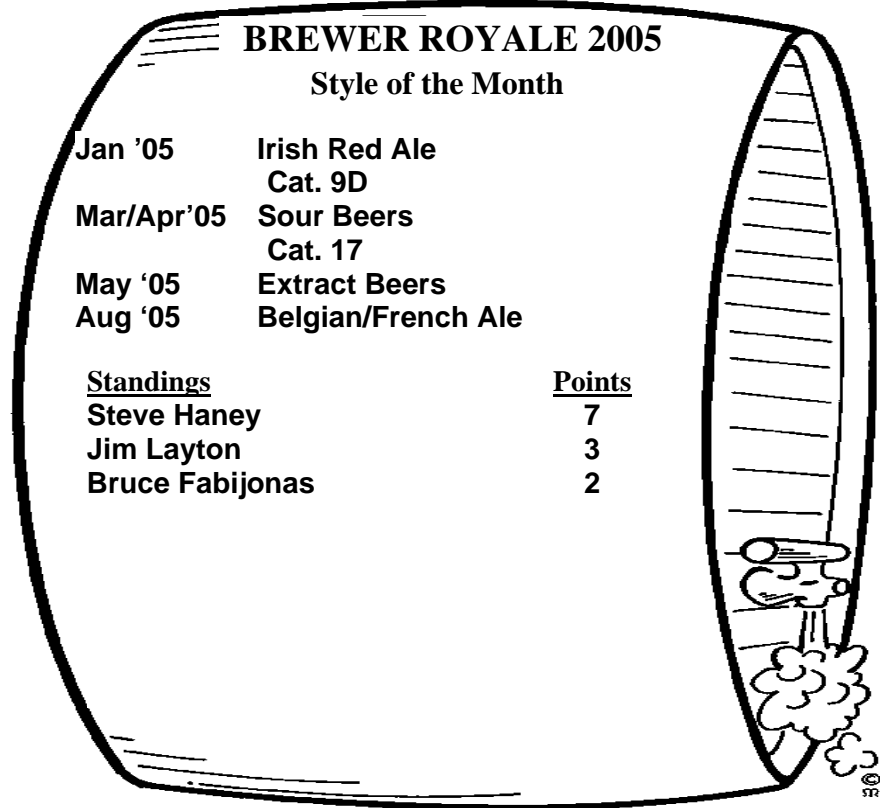 BREWER ROYALE 2005
Style of the Month
Jan ’05 Irish Red Ale
Cat. 9D
Mar/Apr’05 Sour Beers
Cat. 17
May ‘05 Extract Beers
Aug ‘05 Belgian/French Ale
Standings Points
Steve Haney 7
Jim Layton 3
Bruce Fabijonas 2
©